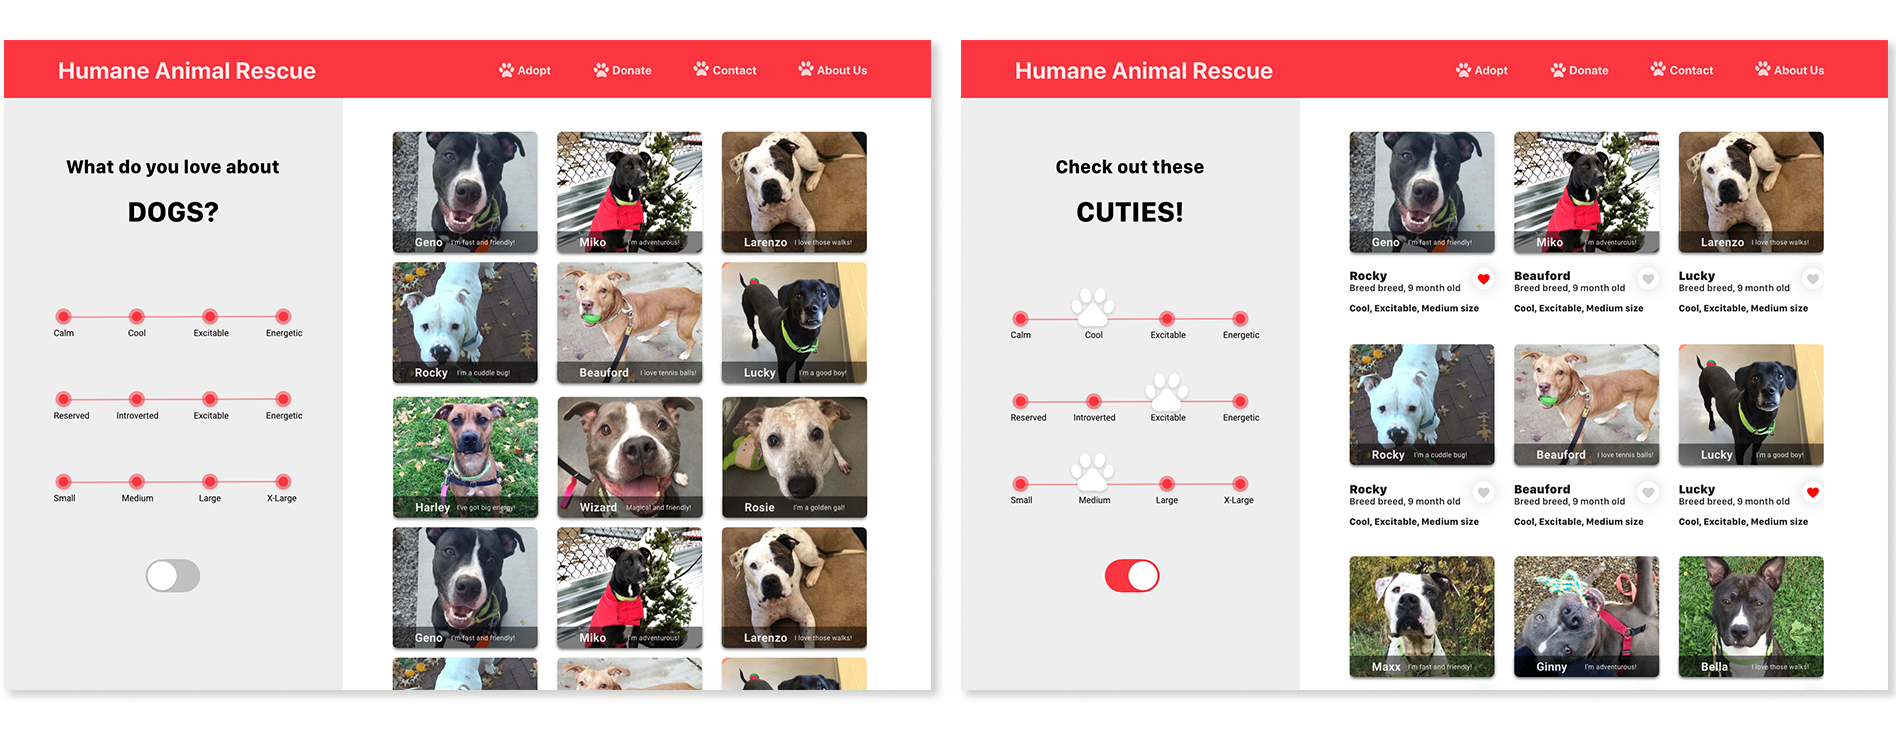 Humane Animal Rescue
Adopt Donate Contact About Us
What do you love about
DOGS?
Calm Cool Excitable Energetic
Reserved Introverted Excitable Energetic
Small Medium Large X-Large
Geno I'm fast and friendly!
Miko I'm adventurous!
Larenzo I love those walks!
Rocky I'm a cuddle bug!
Beauford I love tennis balls!
Lucky I'm a good boy!
Harley I've got big energy!
Wizard Magical and friendly!
Rosie I'm a golden gal!
Geno I'm fast and friendly!
Miko I'm adventurous!
Larenzo I love those walks!
Humane Animal Rescue
Adopt Donate Contact About Us
Check out these
CUTIES!
Calm Cool Excitable Energetic
Reserved Introverted Excitable Energetic
Small Medium Large X-Large
Geno I'm fast and friendly!
Miko I'm adventurous!
Larenzo I love those walks!
Rocky
Breed breed, 9 month old
Cool, Excitable, Medium size
Beauford
Breed breed, 9 month old
Cool, Excitable, Medium size
Lucky
Breed breed, 9 month old
Cool, Excitable, Medium size
Rocky I'm a cuddle bug!
Beauford I love tennis balls!
Lucky I'm a good boy!
Rocky
Breed breed, 9 month old
Cool, Excitable, Medium size
Beauford
Breed breed, 9 month old
Cool, Excitable, Medium size
Lucky
Breed breed, 9 month old
Cool, Excitable, Medium size
Maxx I'm fast and friendly!
Ginny I'm adventurous!
Bella I love those walks!